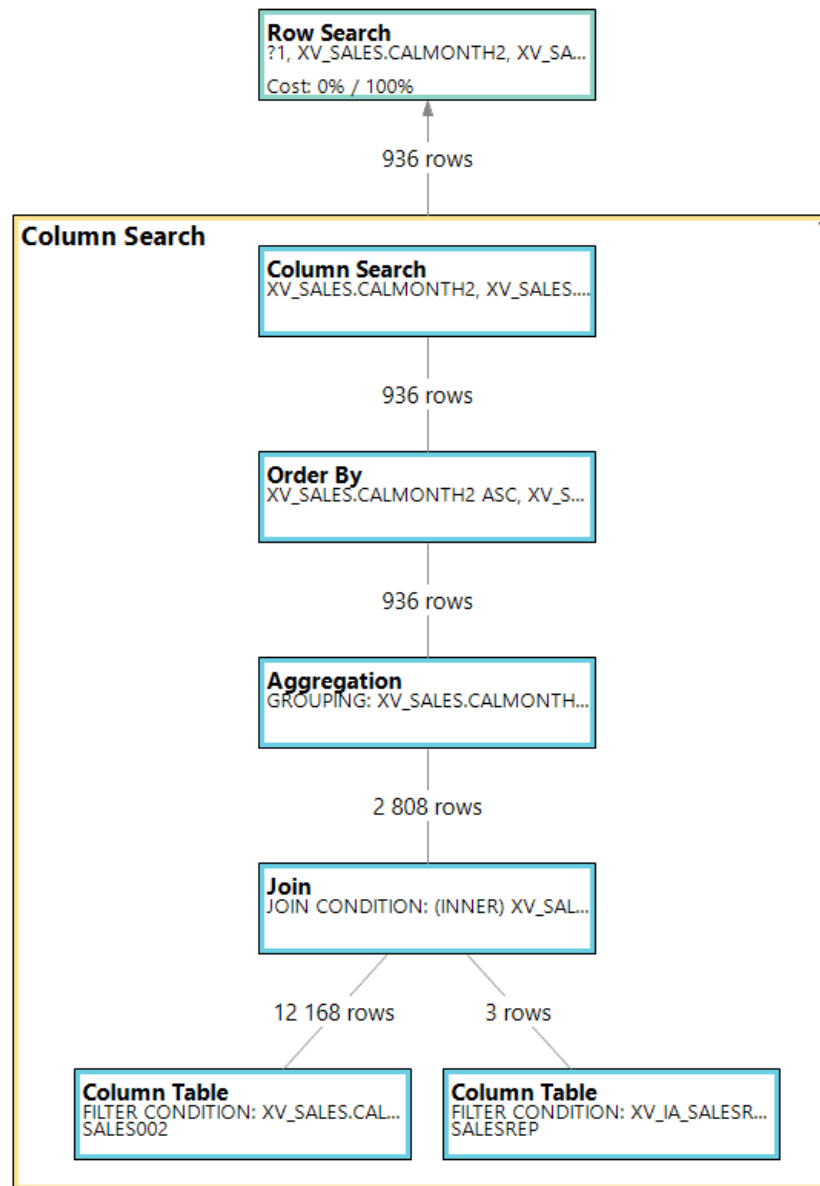 Row Search
?1, XV_SALES.CALMONTH2, XV_SA...
Cost: 0% / 100%
936 rows
Column Search
Column Search
XV_SALES.CALMONTH2, XV_SALES....
936 rows
Order By
XV_SALES.CALMONTH2 ASC, XV_S...
936 rows
Aggregation
GROUPING: XV_SALES.CALMONTH...
2 808 rows
Join
JOIN CONDITION: (INNER) XV_SAL...
12 168 rows
3 rows
Column Table
FILTER CONDITION: XV_SALES.CAL...
SALES002
Column Table
FILTER CONDITION: XV_IA_SALESR...
SALESREP